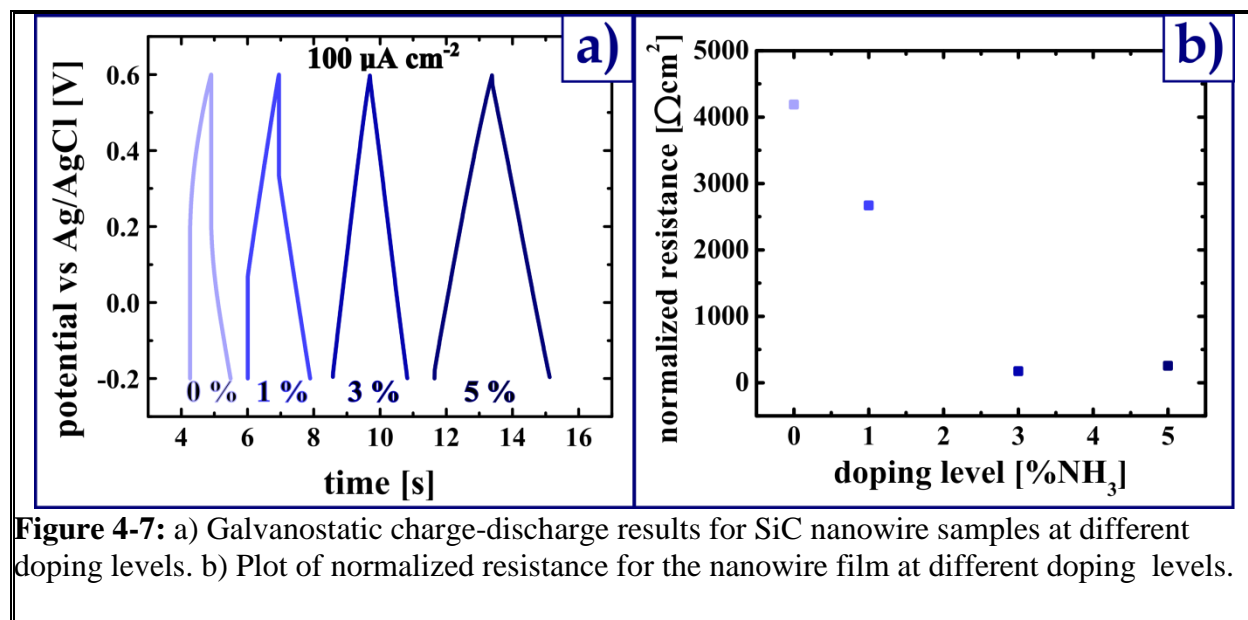 a)
100 µA cm⁻²
potential vs Ag/AgCl [V]
0.6
0.4
0.2
0.0
-0.2
0 % 1 % 3 % 5 %
4 6 8 10 12 14 16
time [s]
b)
normalized resistance [Ωcm²]
5000
4000
3000
2000
1000
0
0 1 2 3 4 5
doping level [%NH₃]
Figure 4-7: a) Galvanostatic charge-discharge results for SiC nanowire samples at different
doping levels. b) Plot of normalized resistance for the nanowire film at different doping levels.